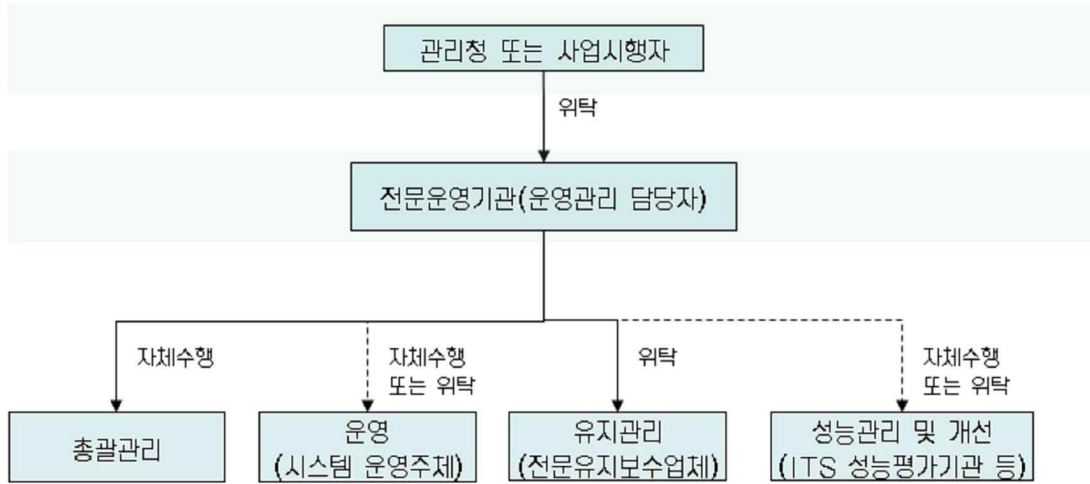 관리청 또는 사업시행자
위탁
전문운영기관(운영관리 담당자)
자체수행
자체수행
또는 위탁
위탁
자체수행
또는 위탁
총괄관리
운영
(시스템 운영주체)
유지관리
(전문유지보수업체)
성능관리 및 개선
(ITS 성능평가기관 등)